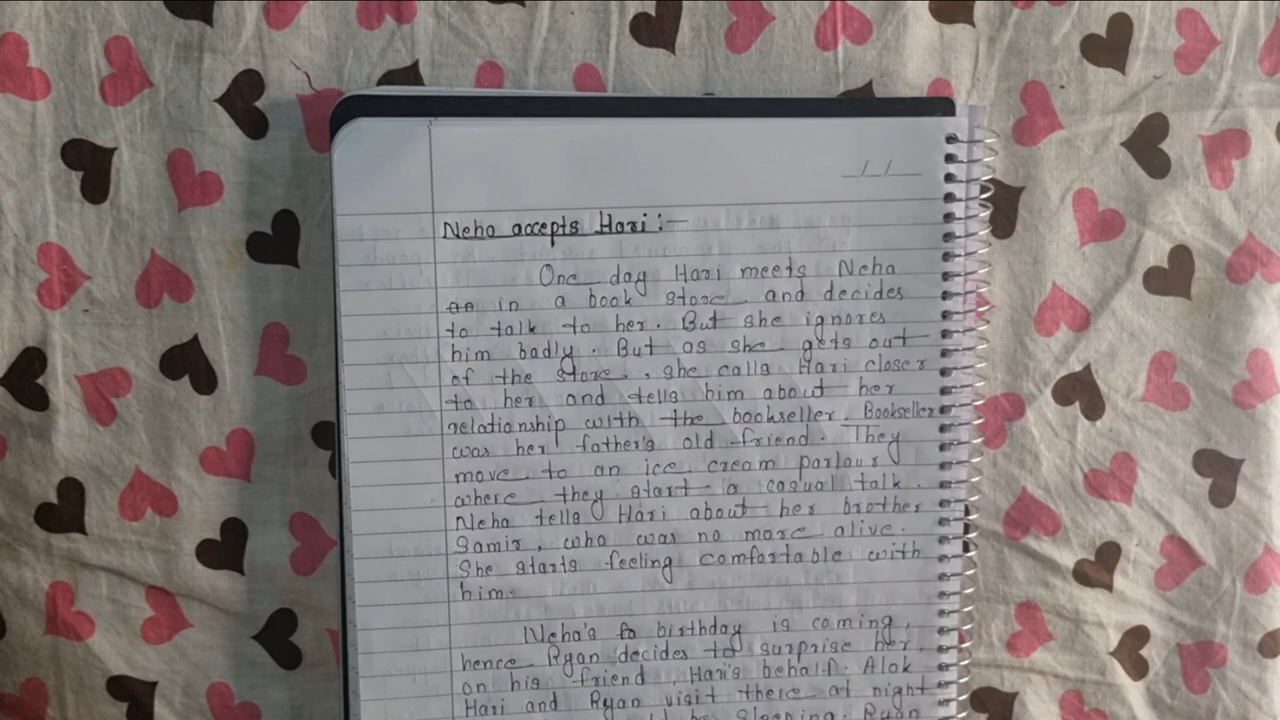 _/_/_
Neha accepts Hari :-
One day Hari meets Neha
an in a book store and decides
to talk to her. But she ignores
him badly. But as she gets out
of the store, she calls Hari closer
to her and tells him about her
relationship with the bookseller. Bookseller
was her father's old friend. They
move to an ice cream parlour
where they start a casual talk.
Neha tells Hari about her brother
Samir, who was no more alive.
She starts feeling comfortable with
him.
Neha's b birthday is coming,
hence Ryan decides to surprise her,
on his friend, Hari's behalf. Alok
Hari and Ryan visit there at night
be sleeping. Ryan